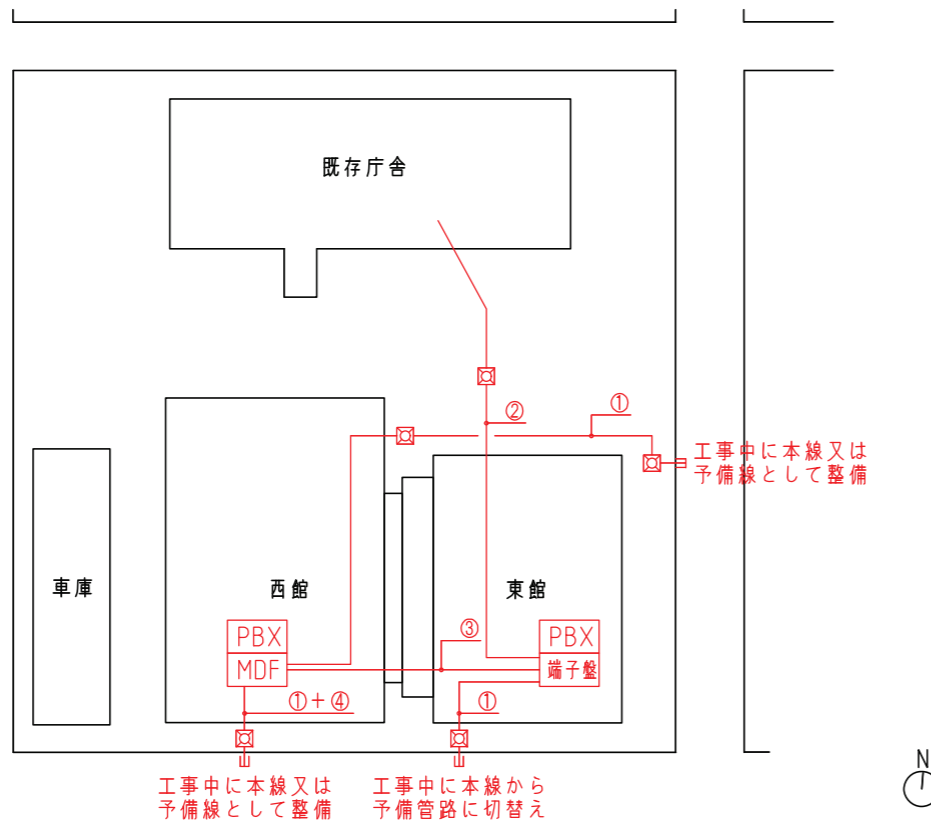 既存庁舎
②
①
工事中に本線又は
予備線として整備
車庫
西館
東館
PBX
MDF
③
PBX
端子盤
①+④
①
工事中に本線又は
予備線として整備
工事中に本線から
予備管路に切替え
N